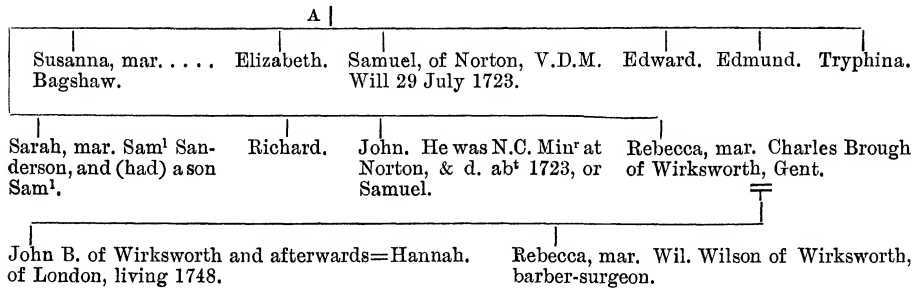 A
Susanna, mar. . . . . . Bagshaw.
Elizabeth.
Samuel, of Norton, V.D.M.
Will 29 July 1723.
Edward.
Edmund.
Tryphina.
Sarah, mar. Samˡ San-
derson, and (had) a son
Samˡ.
Richard.
John. He was N.C. Minʳ at
Norton, & d. abᵗ 1723, or
Samuel.
Rebecca, mar. Charles Brough
of Wirksworth, Gent.
John B. of Wirksworth and afterwards=Hannah.
of London, living 1748.
Rebecca, mar. Wil. Wilson of Wirksworth,
barber-surgeon.